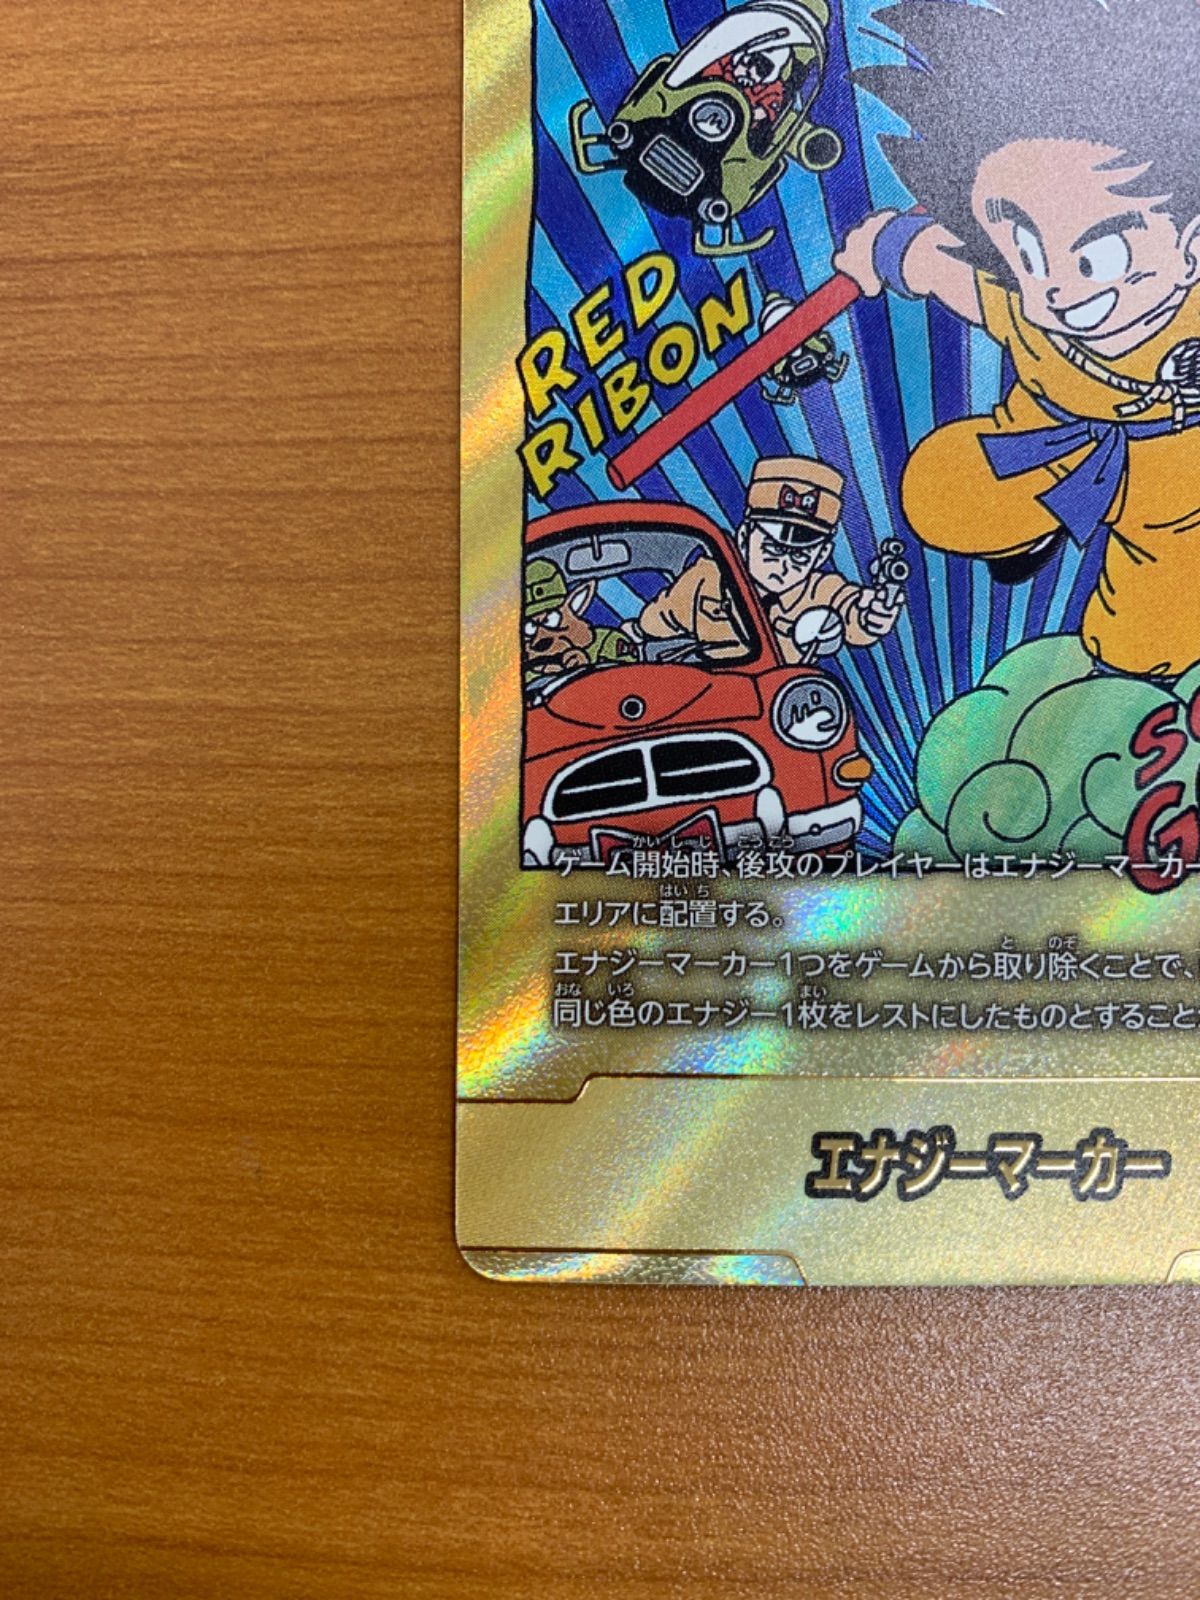 RED
RIBON
ゲーム開始時、後攻のプレイヤーはエナジーマーカー
エリアに配置する。
エナジーマーカー1つをゲームから取り除くことで、
同じ色のエナジー1枚をレストにしたものとすること
エナジーマーカー